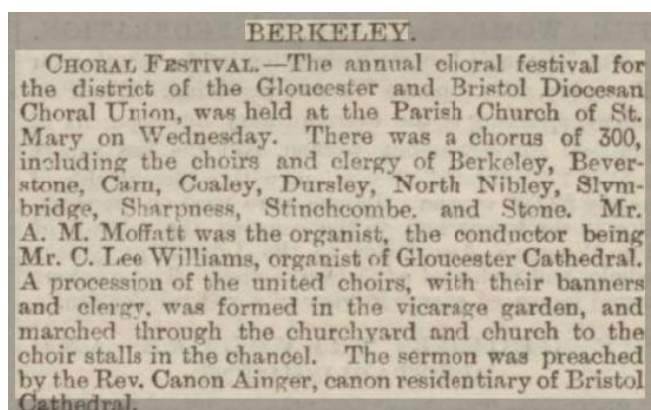 BERKELEY.
CHORAL FESTIVAL.—The annual choral festival for
the district of the Gloucester and Bristol Diocesan
Choral Union, was held at the Parish Church of St.
Mary on Wednesday. There was a chorus of 300,
including the choirs and clergy of Berkeley, Bever-
stone, Cam, Coaley, Dursley, North Nibley, Slym-
bridge, Sharpness, Stinchcombe. and Stone. Mr.
A. M. Moffatt was the organist, the conductor being
Mr. C. Lee Williams, organist of Gloucester Cathedral.
A procession of the united choirs, with their banners
and clergy, was formed in the vicarage garden, and
marched through the churchyard and church to the
choir stalls in the chancel. The sermon was preached
by the Rev. Canon Ainger, canon residentiary of Bristol
Cathedral.